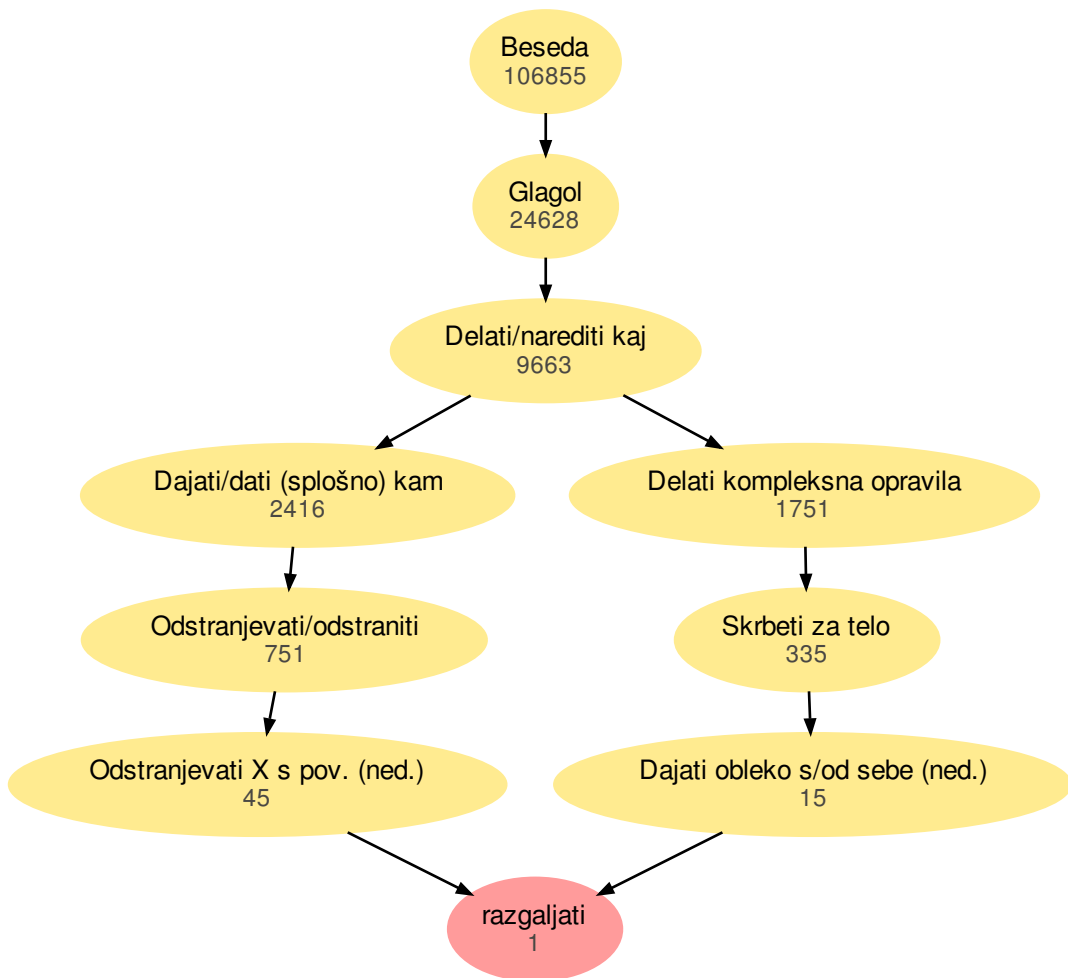 Beseda
106855
Glagol
24628
Delati/narediti kaj
9663
Dajati/dati (splošno) kam
2416
Delati kompleksna opravila
1751
Odstranjevati/odstraniti
751
Skrbeti za telo
335
Odstranjevati X s pov. (ned.)
45
Dajati obleko s/od sebe (ned.)
15
razgaljati
1